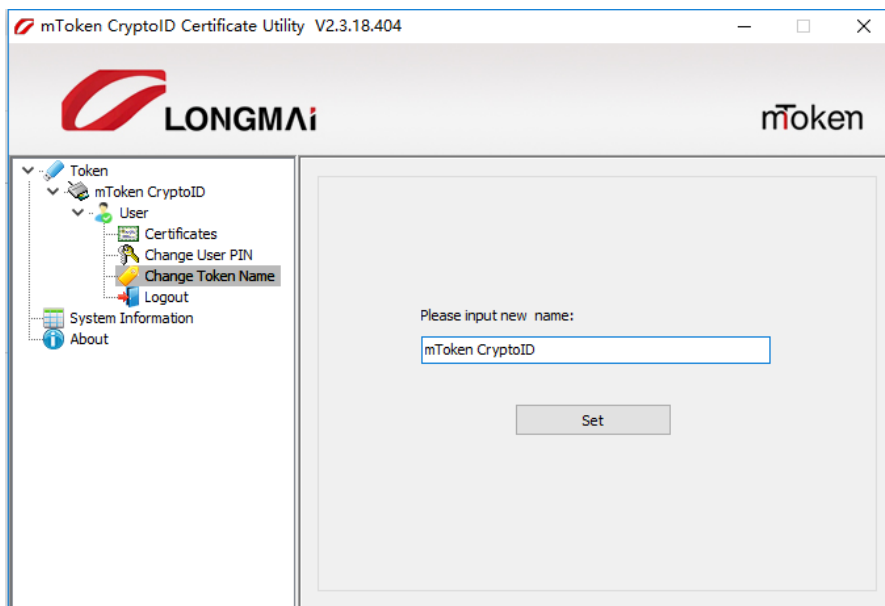 mToken CryptoID Certificate Utility V2.3.18.404
LONGMAi
mToken
Token
mToken CryptoID
User
Certificates
Change User PIN
Change Token Name
Logout
System Information
About
Please input new name:
mToken CryptoID
Set